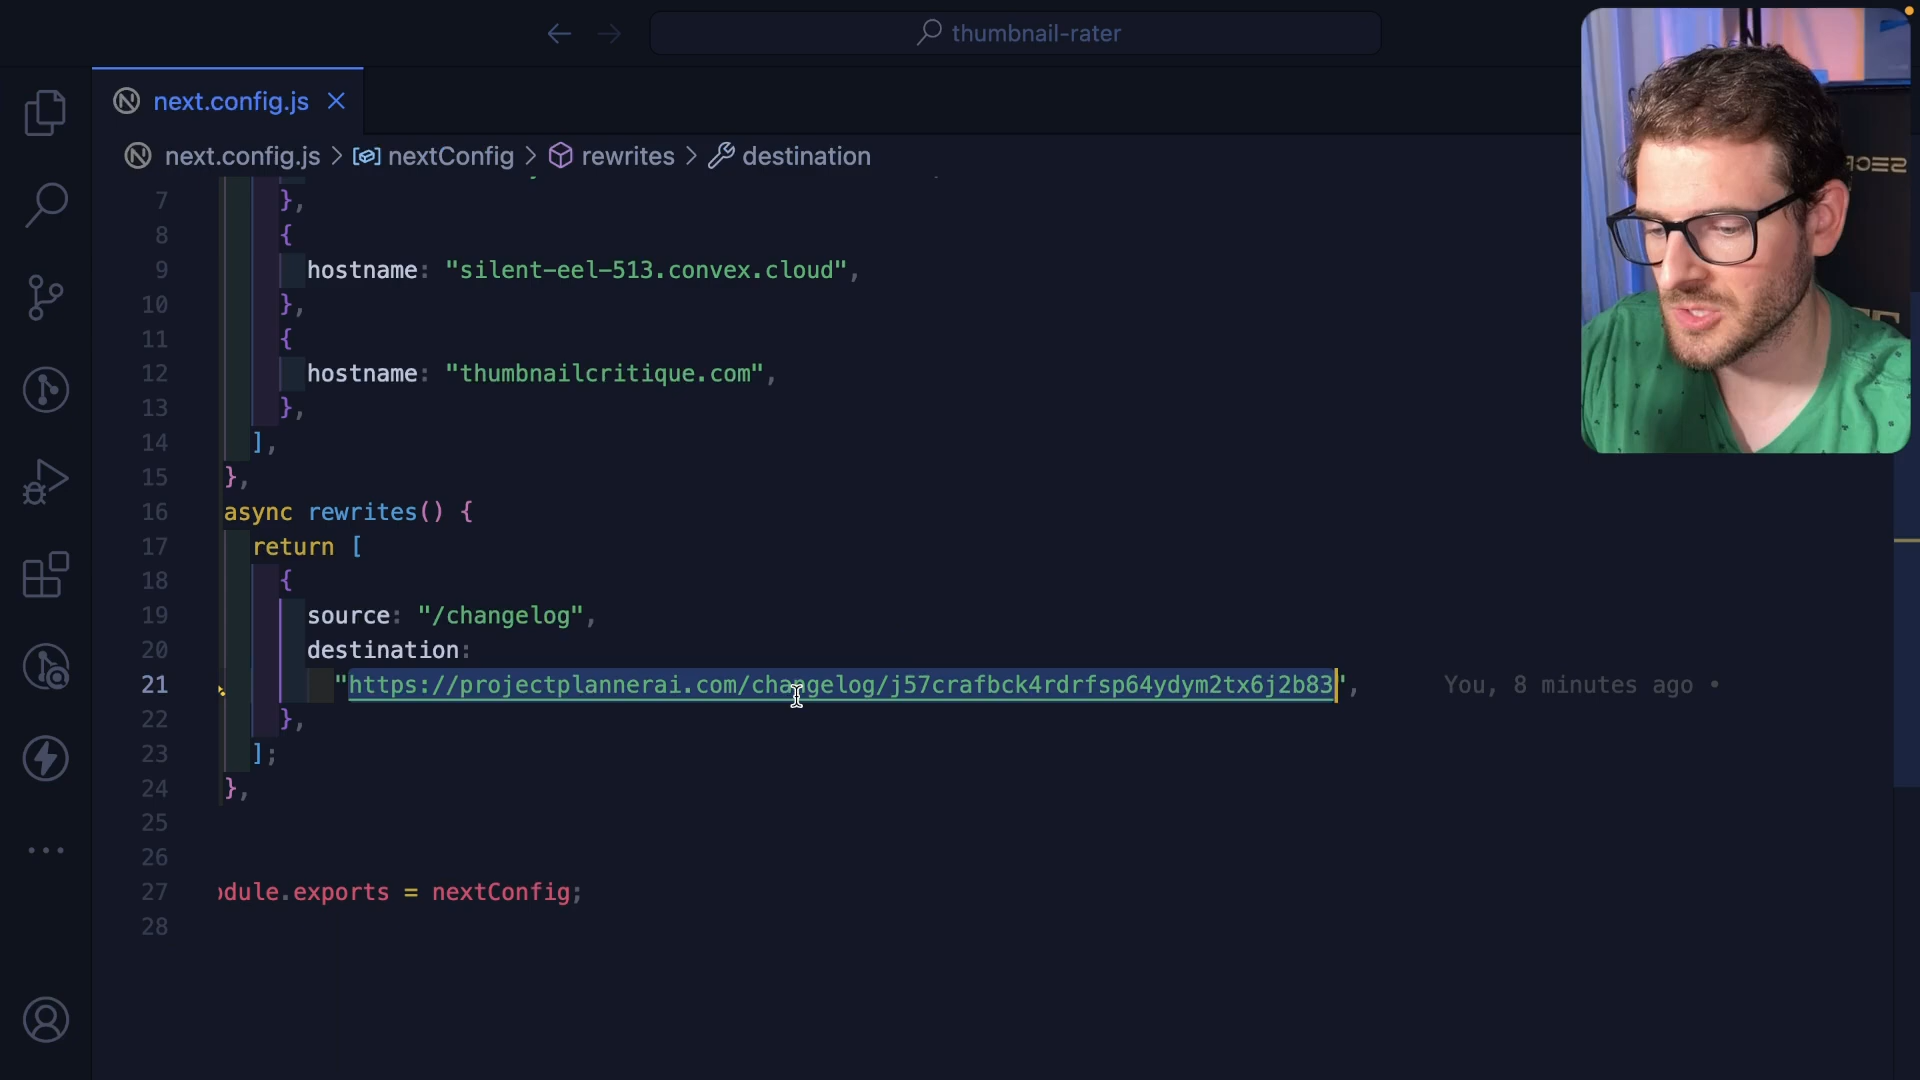 thumbnail-rater
next.config.js
next.config.js > nextConfig > rewrites > destination
7 },
8 {
9 hostname: "silent-eel-513.convex.cloud",
10 },
11 {
12 hostname: "thumbnailcritique.com",
13 },
14 ],
15 },
16 async rewrites() {
17 return [
18 {
19 source: "/changelog",
20 destination:
21 "https://projectplannerai.com/changelog/j57crafbck4rdrfsp64ydym2tx6j2b83", You, 8 minutes ago •
22 },
23 ];
24 },
25
26
27 odule.exports = nextConfig;
28